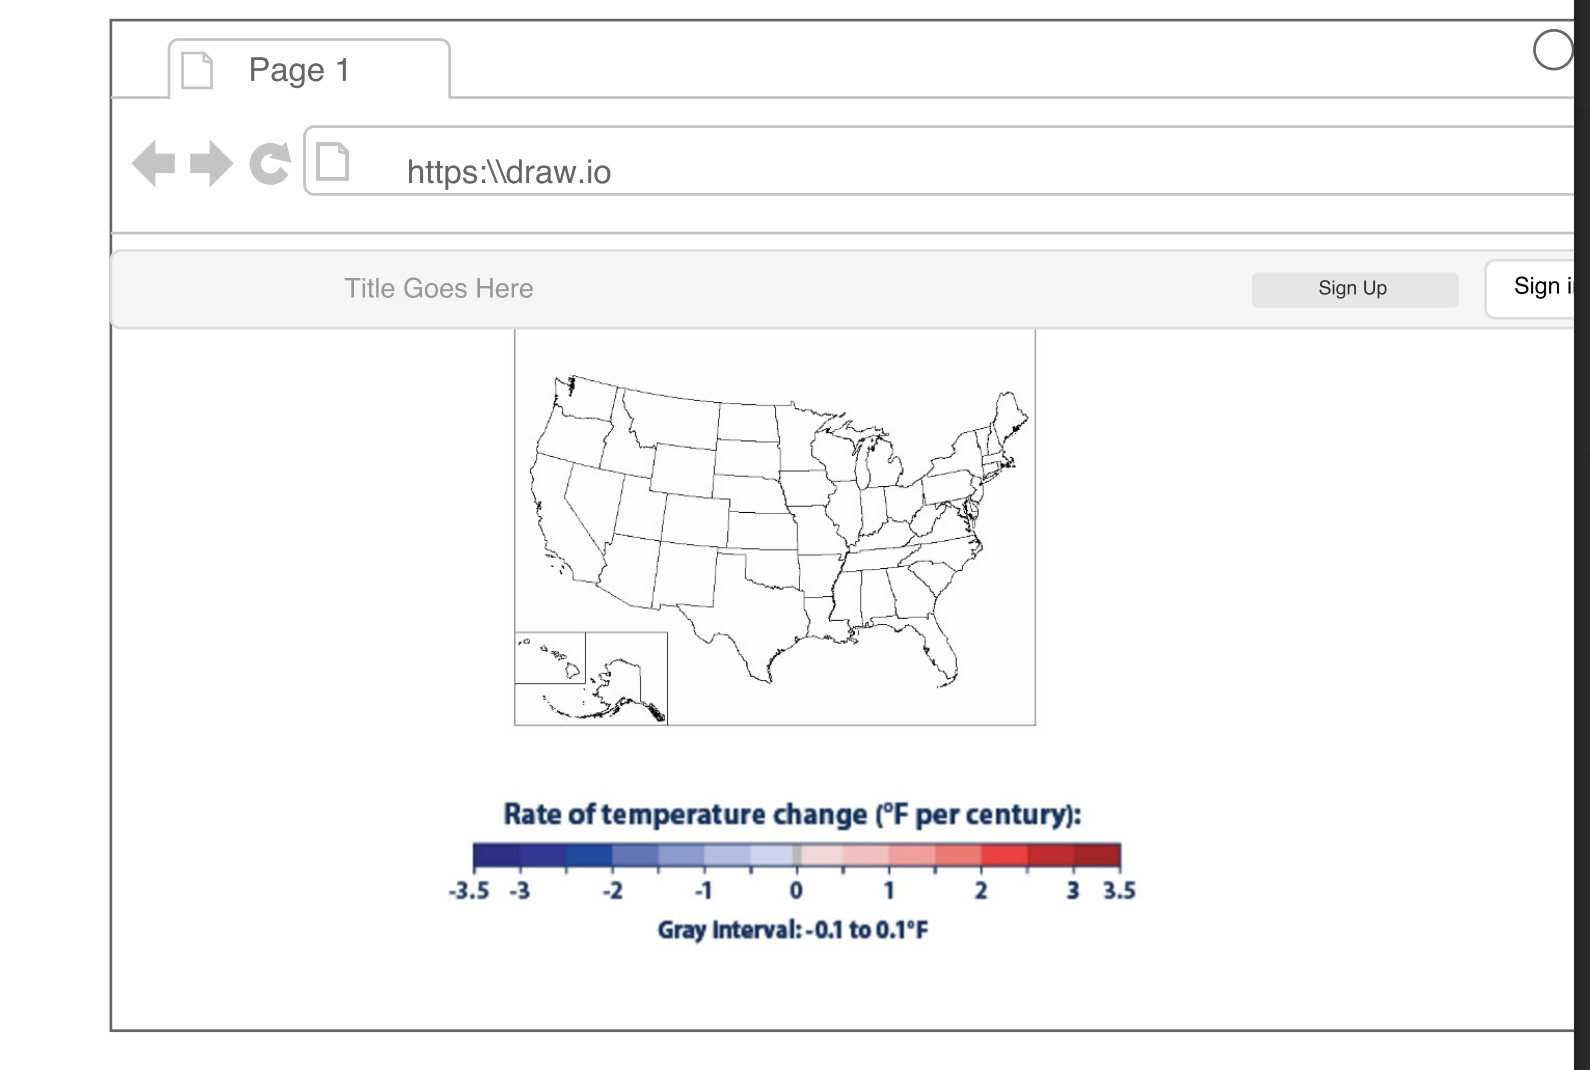 Page 1
https:\\draw.io
Title Goes Here
Sign Up
Sign
Rate of temperature change (°F per century):
-3.5 -3 -2 -1 0 1 2 3 3.5
Gray Interval: -0.1 to 0.1°F